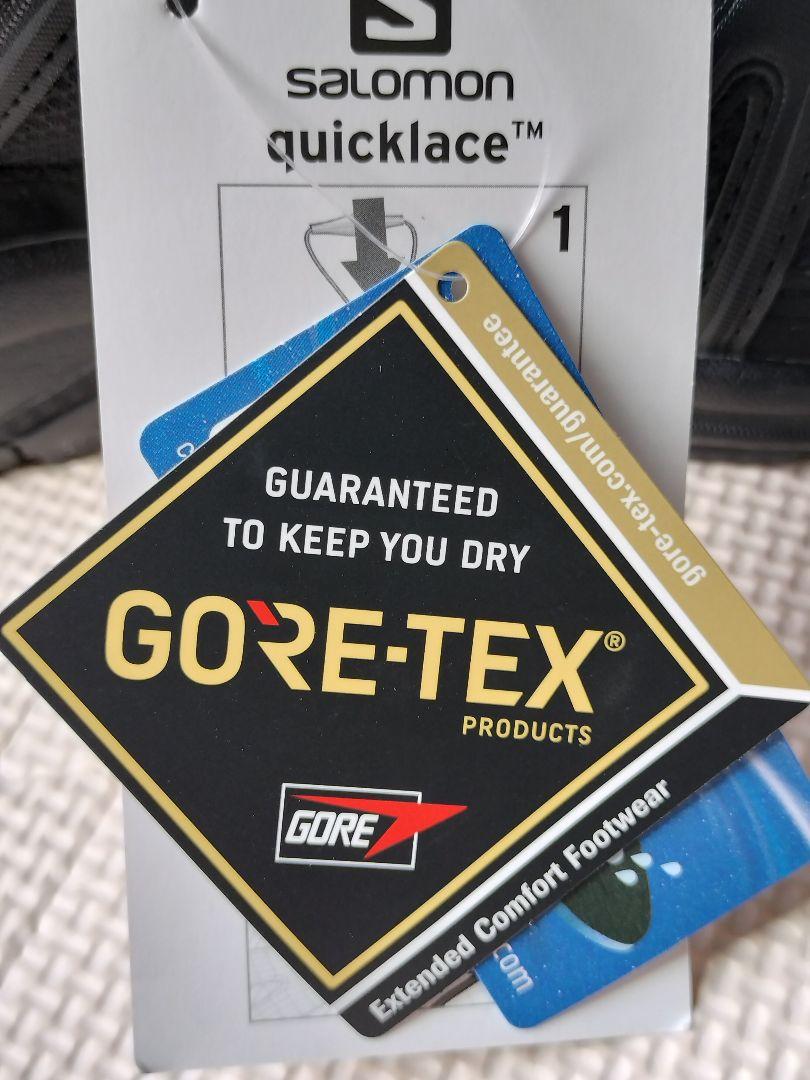 salomon
quicklace™
1
gore-tex.com/guarantee
GUARANTEED
TO KEEP YOU DRY
GORE-TEX®
PRODUCTS
GORE
Extended Comfort Footwear
.com